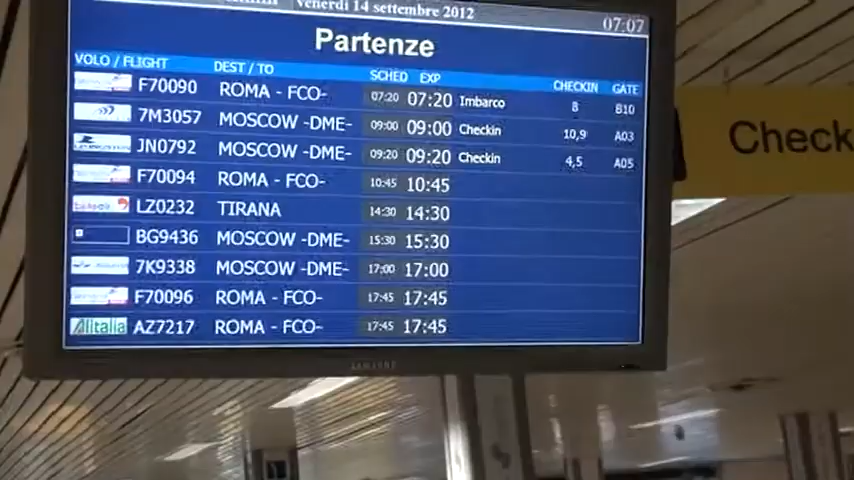 Venerdì 14 settembre 2012 07:07
Partenze
VOLO / FLIGHT DEST / TO SCHED EXP CHECKIN GATE
F70090 ROMA - FCO- 07:20 07:20 Imbarco 8 B10
7M3057 MOSCOW -DME- 09:00 09:00 Checkin 10,9 A03
JN0792 MOSCOW -DME- 09:20 09:20 Checkin 4,5 A05
F70094 ROMA - FCO- 10:45 10:45
LZ0232 TIRANA 14:30 14:30
BG9436 MOSCOW -DME- 15:30 15:30
7K9338 MOSCOW -DME- 17:00 17:00
F70096 ROMA - FCO- 17:45 17:45
Alitalia AZ7217 ROMA - FCO- 17:45 17:45
SAMSUNG
Check